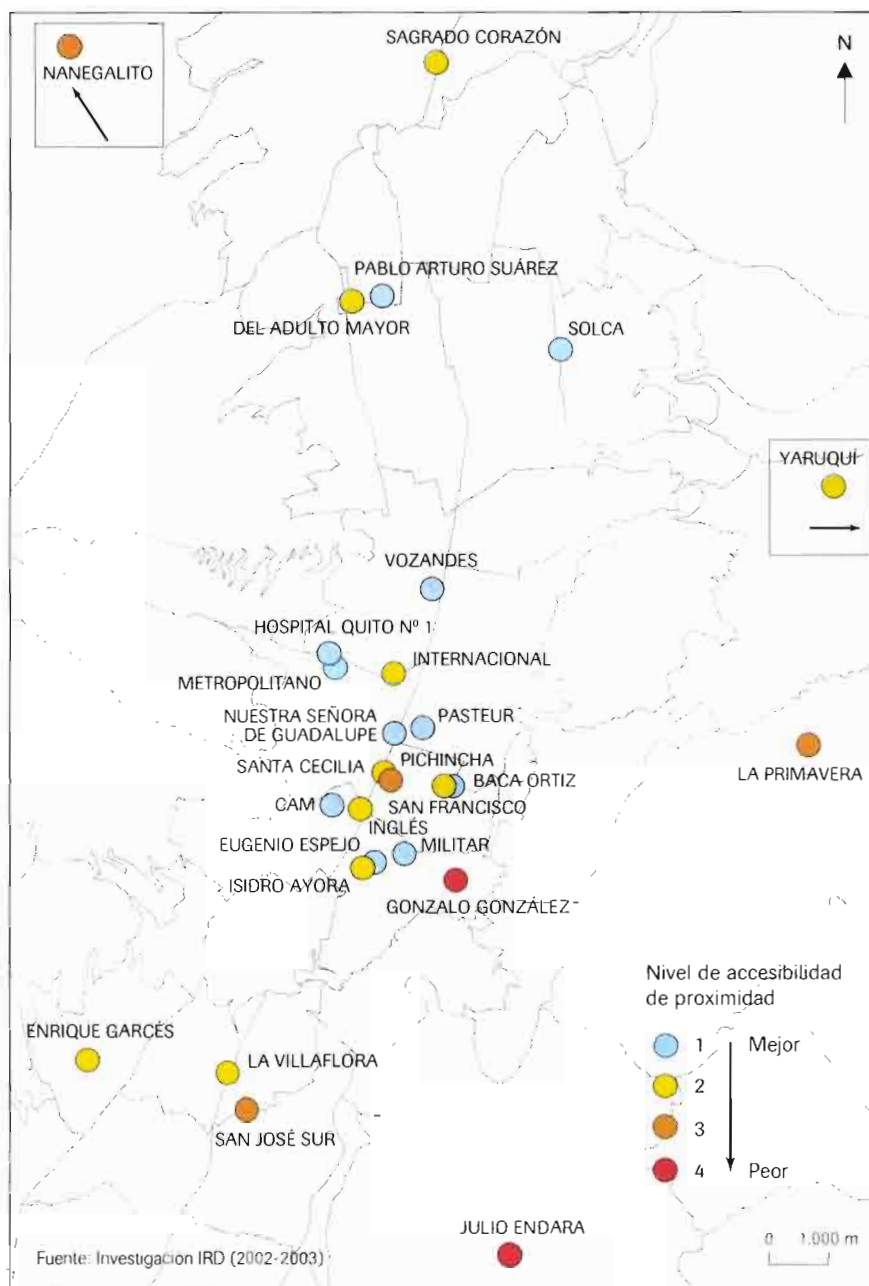 SAGRADO CORAZÓN
N
NANEGALITO
PABLO ARTURO SUÁREZ
DEL ADULTO MAYOR
SOLCA
YARUQUÍ
VOZANDES
HOSPITAL QUITO Nº 1
INTERNACIONAL
METROPOLITANO
NUESTRA SEÑORA
DE GUADALUPE
PASTEUR
SANTA CECILIA
PICHINCHA
LA PRIMAVERA
BACA ORTIZ
CAM
SAN FRANCISCO
INGLÉS
EUGENIO ESPEJO
MILITAR
ISIDRO AYORA
GONZALO GONZÁLEZ
Nivel de accesibilidad
de proximidad
1 Mejor
2
3
4 Peor
ENRIQUE GARCÉS
LA VILLAFLORA
SAN JOSÉ SUR
JULIO ENDARA
Fuente: Investigacion IRD (2002-2003)
0 1.000 m